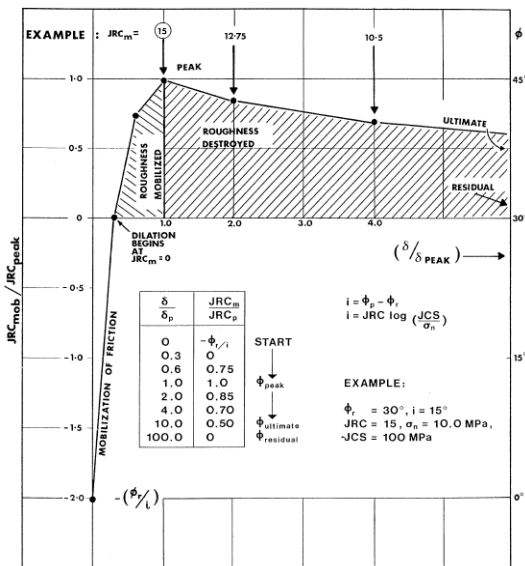 EXAMPLE : JRCm = 15 12·75 10·5 ϕ
PEAK
1·0 45°
ULTIMATE
ROUGHNESS
DESTROYED
0·5
ROUGHNESS
MOBILIZED
RESIDUAL
0 1.0 2.0 3.0 4.0 30°
DILATION
BEGINS
AT
JRCm = 0
(δ/δ PEAK)
JRCmob/JRCpeak
-0·5
MOBILIZATION OF FRICTION
δ/δp JRCm/JRCp
0 -ϕr/i START
0.3 0
0.6 0.75
1.0 1.0 ϕpeak
2.0 0.85
4.0 0.70
10.0 0.50 ϕultimate
100.0 0 ϕresidual
i = ϕp - ϕr
i = JRC log (JCS/σn)
-1·0 15°
EXAMPLE:
ϕr = 30°, i = 15°
JRC = 15, σn = 10.0 MPa,
-JCS = 100 MPa
-1·5
-2·0 -(ϕr/i) 0°